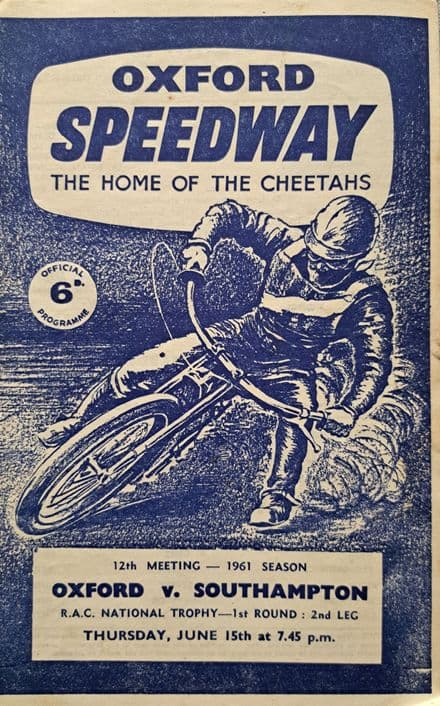 OXFORD
SPEEDWAY
THE HOME OF THE CHEETAHS
OFFICIAL
6D.
PROGRAMME
12th MEETING — 1961 SEASON
OXFORD v. SOUTHAMPTON
R.A.C. NATIONAL TROPHY—1st ROUND : 2nd LEG
THURSDAY, JUNE 15th at 7.45 p.m.